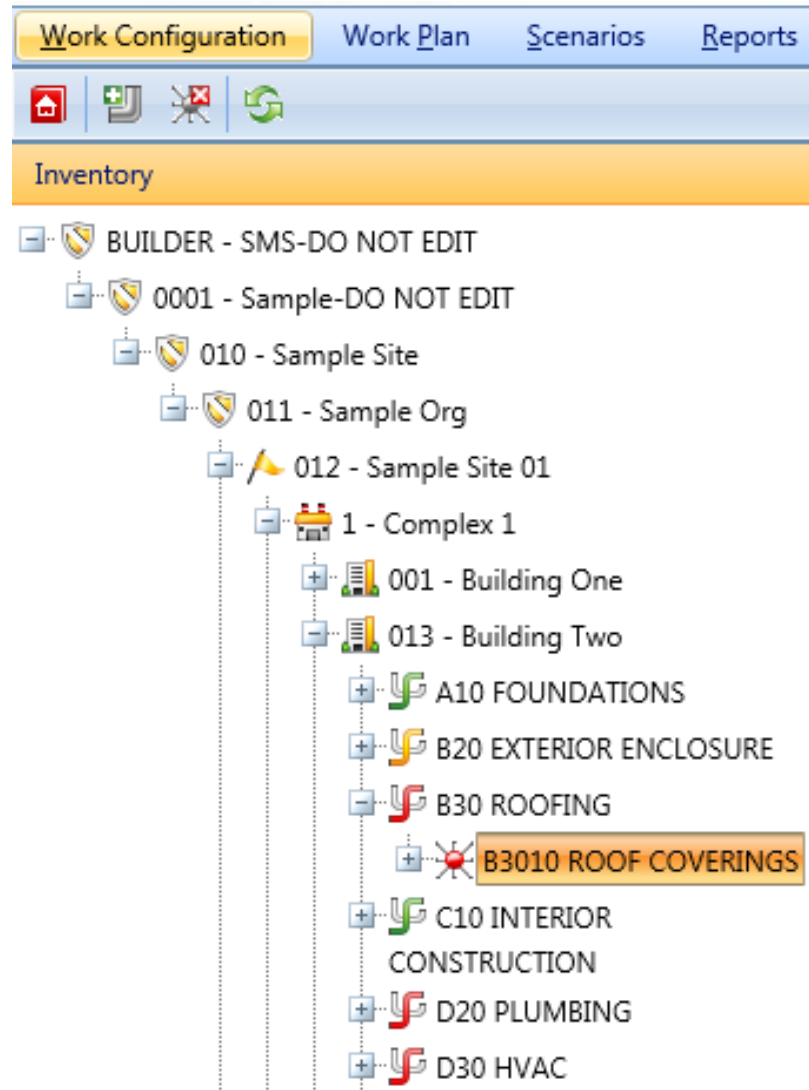 Work Configuration Work Plan Scenarios Reports
Inventory
BUILDER - SMS-DO NOT EDIT
0001 - Sample-DO NOT EDIT
010 - Sample Site
011 - Sample Org
012 - Sample Site 01
1 - Complex 1
001 - Building One
013 - Building Two
A10 FOUNDATIONS
B20 EXTERIOR ENCLOSURE
B30 ROOFING
B3010 ROOF COVERINGS
C10 INTERIOR
CONSTRUCTION
D20 PLUMBING
D30 HVAC